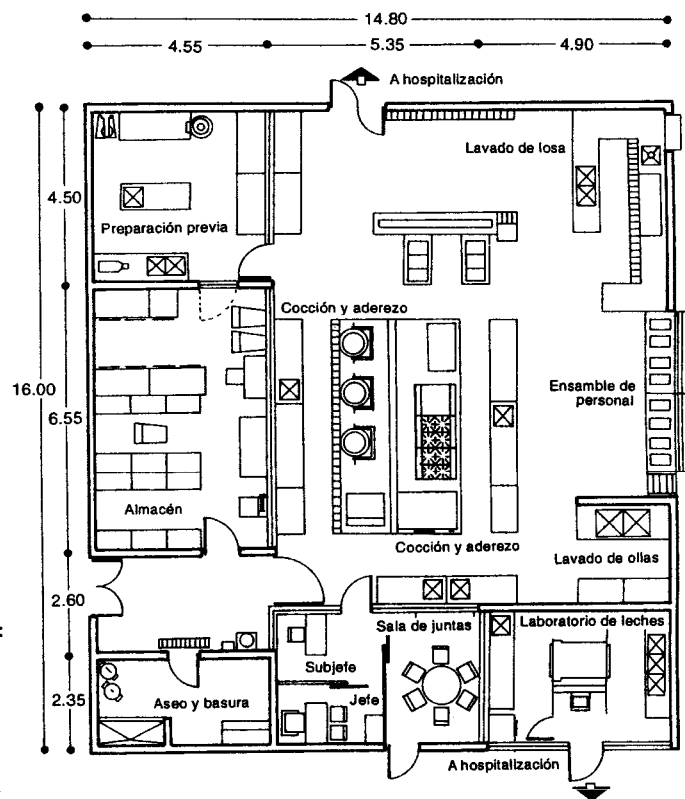 14.80
4.55
5.35
4.90
A hospitalización
Lavado de losa
4.50
Preparación previa
Cocción y aderezo
16.00
6.55
Ensamble de
personal
Almacén
Cocción y aderezo
Lavado de ollas
2.60
Sala de juntas
Laboratorio de leches
Subjefe
Jefe
2.35
Aseo y basura
A hospitalización